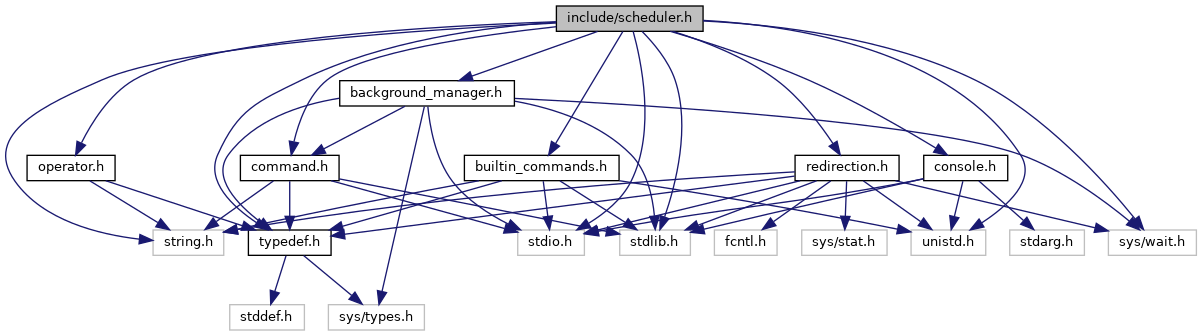 include/scheduler.h
background_manager.h
operator.h
command.h
builtin_commands.h
redirection.h
console.h
string.h
typedef.h
stdio.h
stdlib.h
fcntl.h
sys/stat.h
unistd.h
stdarg.h
sys/wait.h
stddef.h
sys/types.h